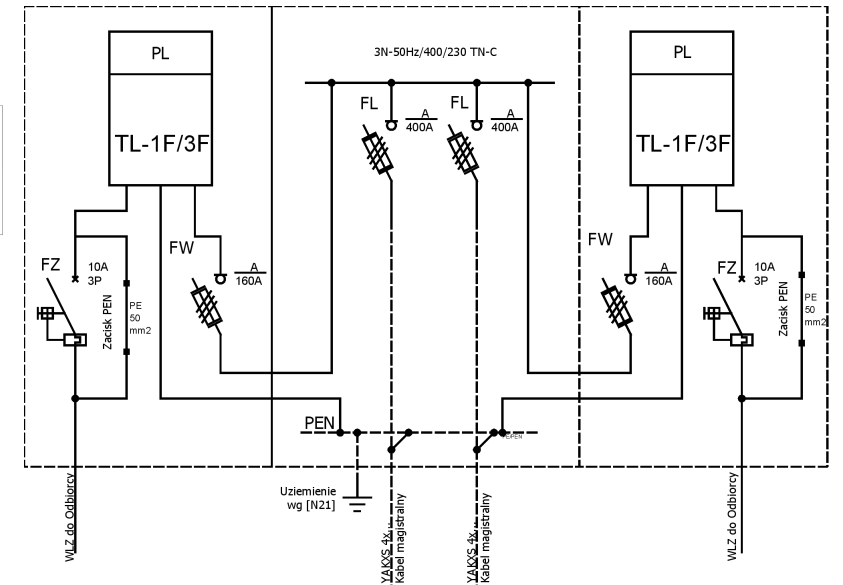 PL
3N-50Hz/400/230 TN-C
PL
FL
A
400A
FL
A
400A
TL-1F/3F
TL-1F/3F
FW
A
160A
FW
A
160A
FZ
10A
3P
Zacisk PEN
PE
50
mm2
FZ
10A
3P
Zacisk PEN
PE
50
mm2
PEN
Uziemienie
wg [N21]
WLZ do Odbiorcy
YAKXS 4x...
Kabel magistralny
YAKXS 4x...
Kabel magistralny
WLZ do Odbiorcy